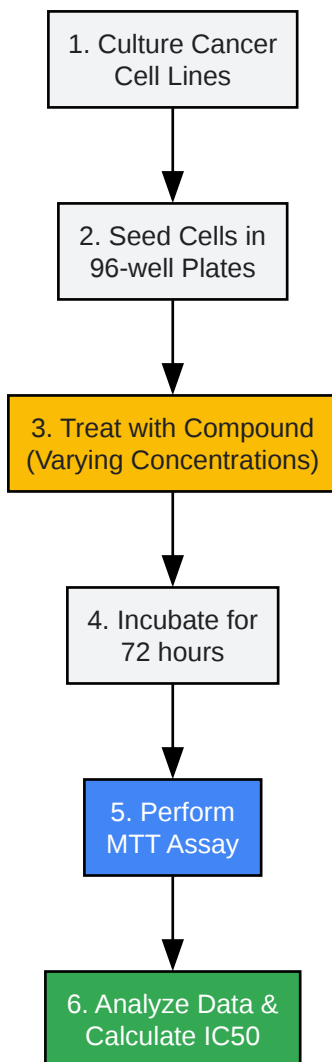 1. Culture Cancer
Cell Lines
2. Seed Cells in
96-well Plates
3. Treat with Compound
(Varying Concentrations)
4. Incubate for
72 hours
5. Perform
MTT Assay
6. Analyze Data &
Calculate IC50